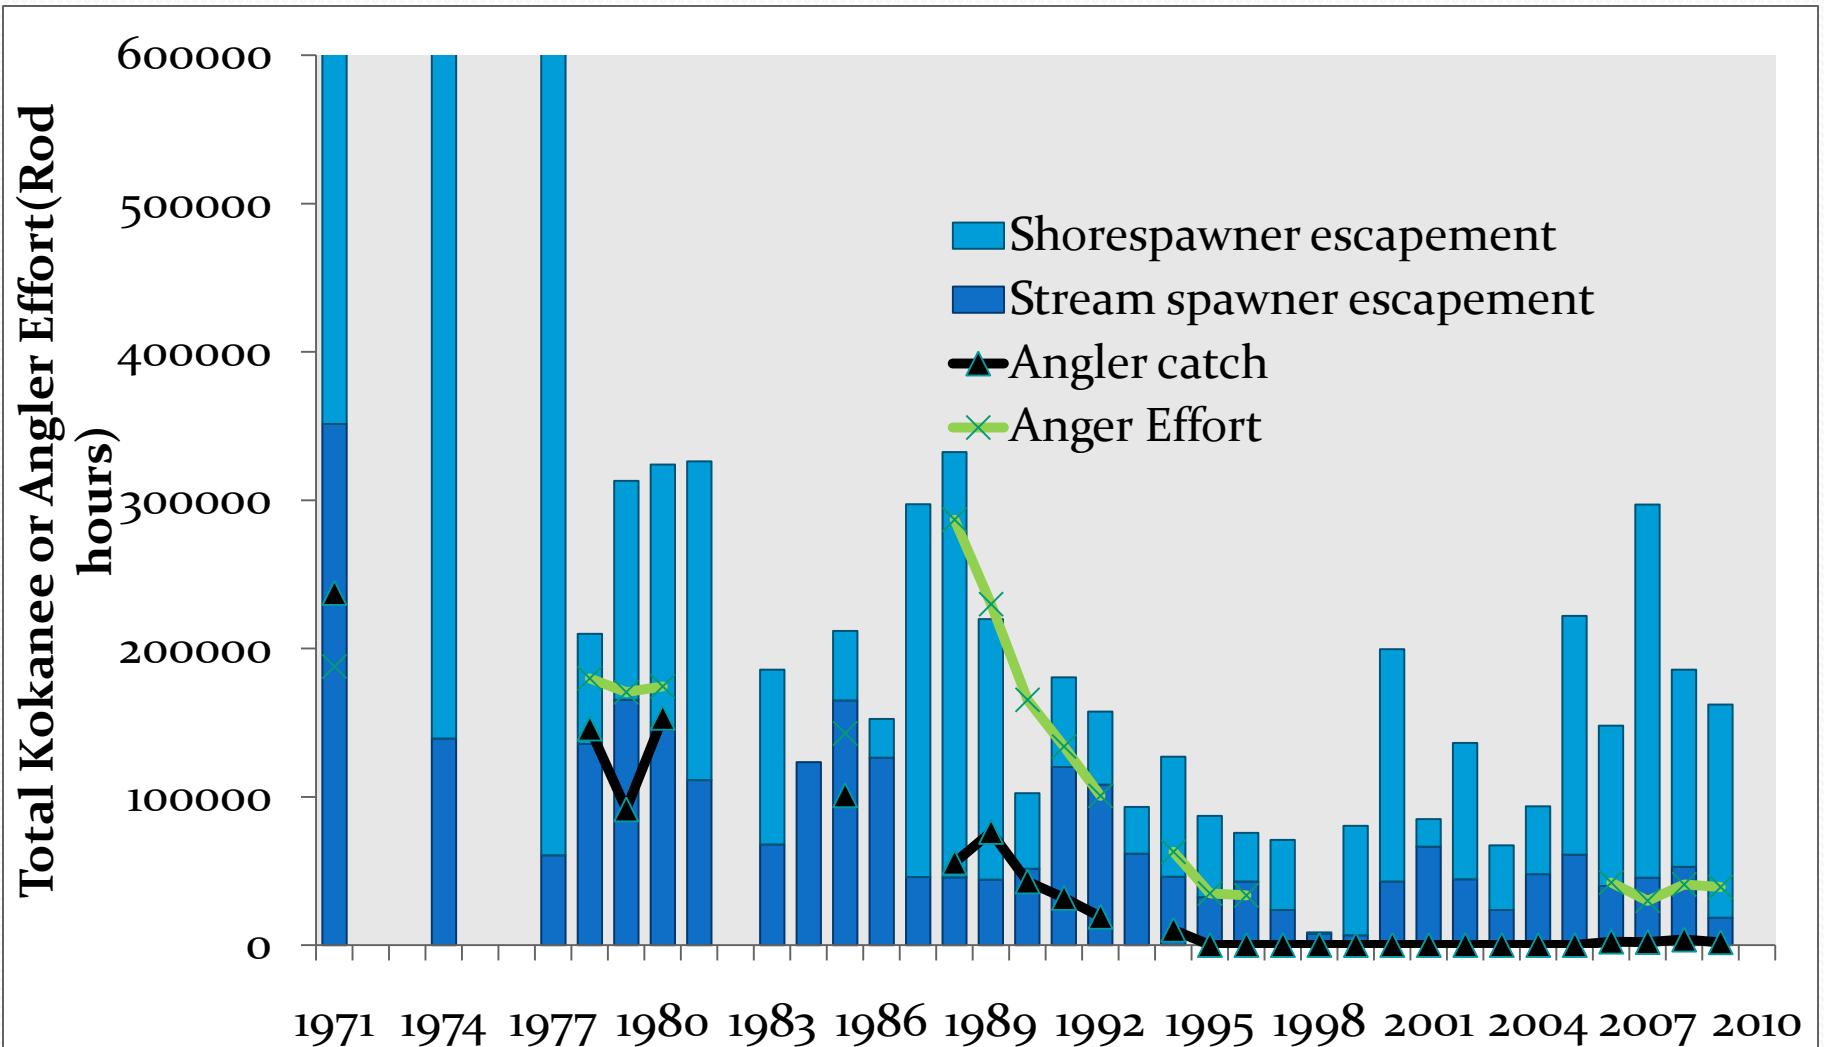 Total Kokanee or Angler Effort(Rod
hours)
600000
500000
400000
300000
200000
100000
0
Shorespawner escapement
Stream spawner escapement
Angler catch
Anger Effort
1971 1974 1977 1980 1983 1986 1989 1992 1995 1998 2001 2004 2007 2010